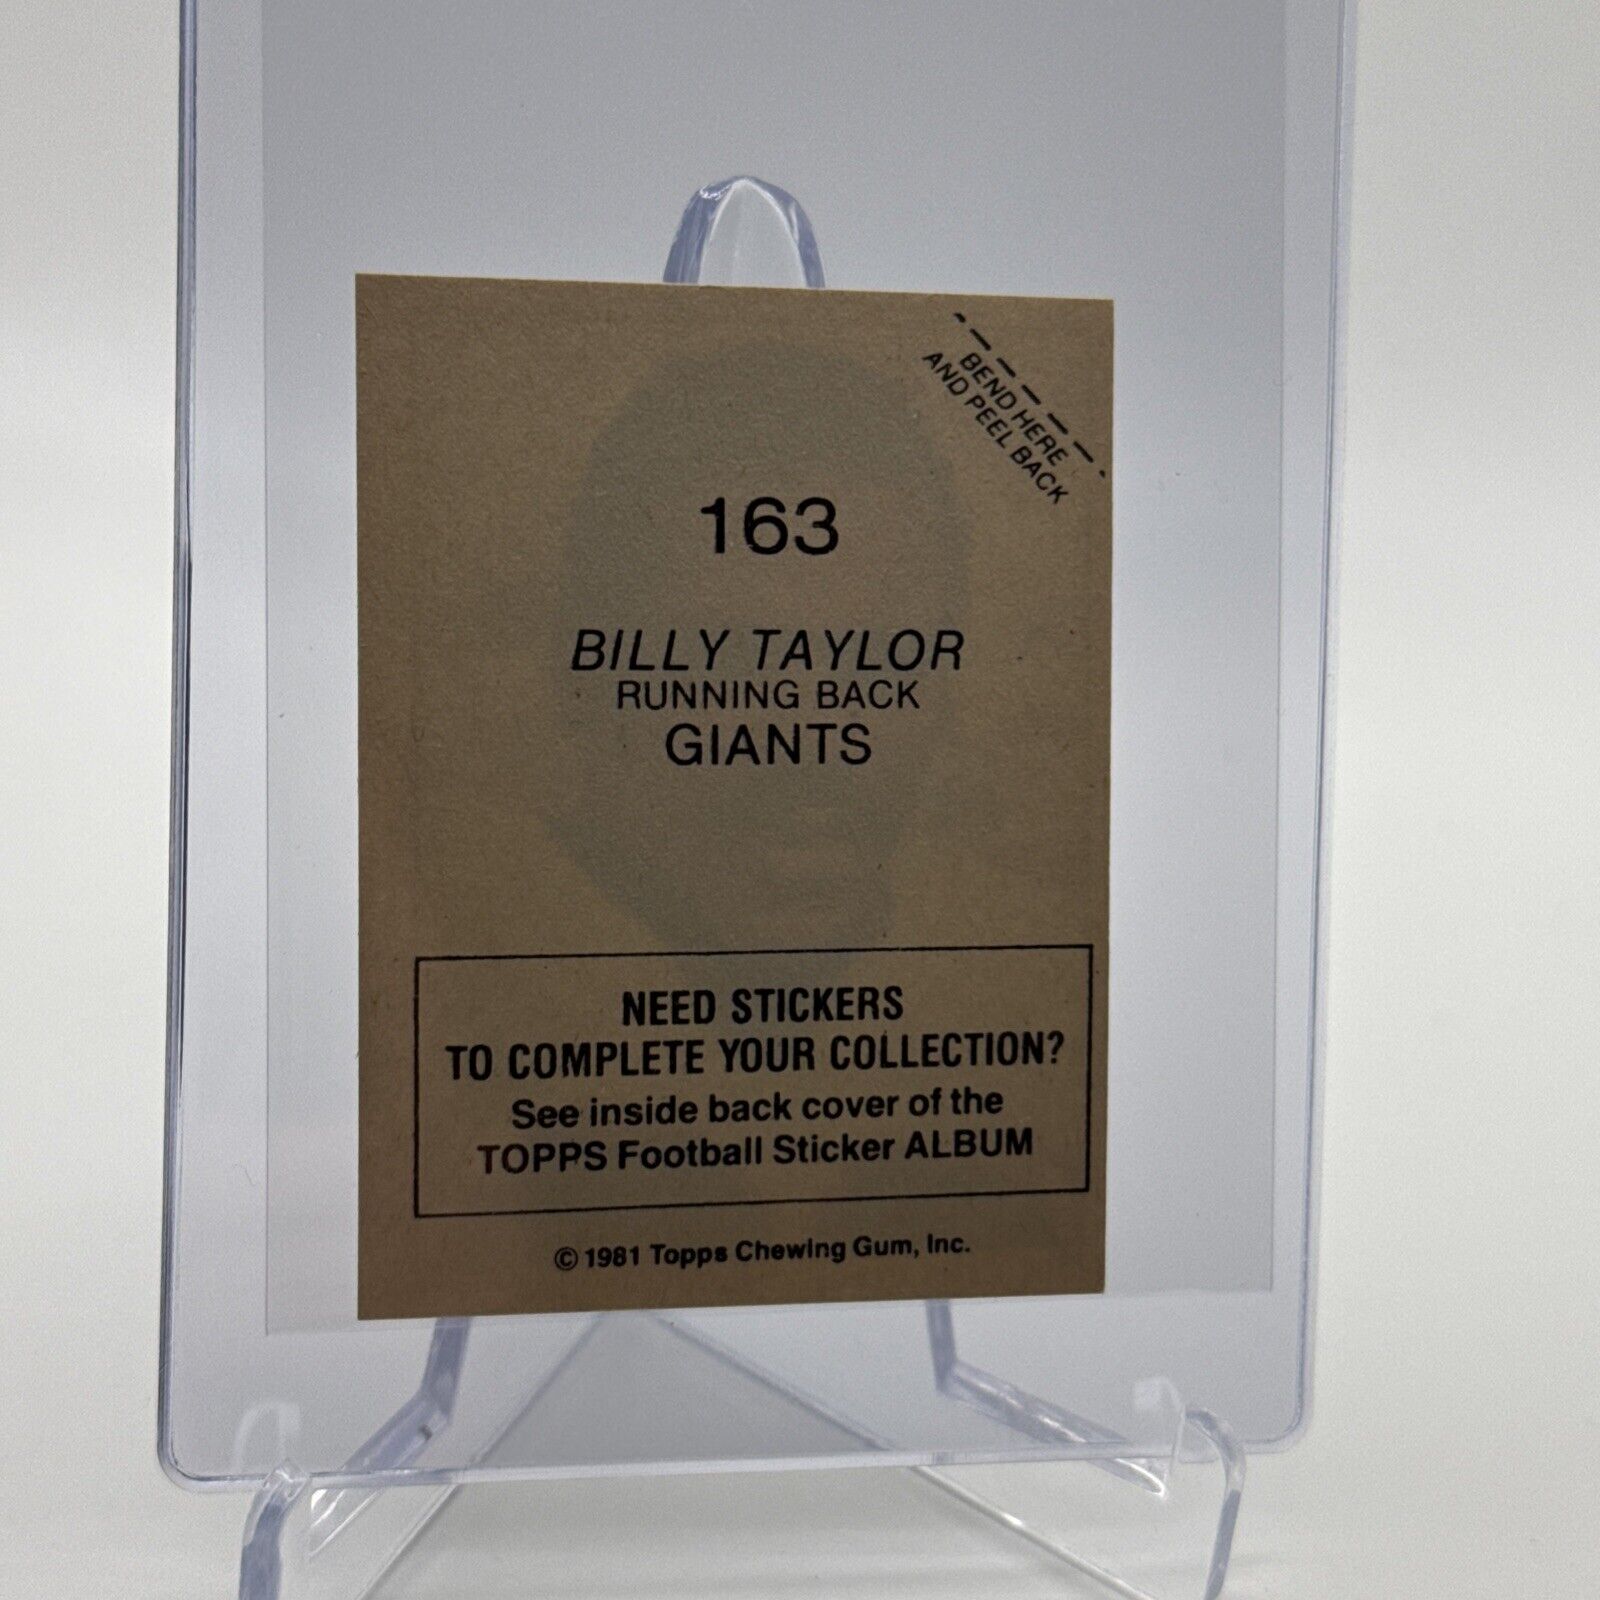 BEND HERE
AND PEEL BACK
163
BILLY TAYLOR
RUNNING BACK
GIANTS
NEED STICKERS
TO COMPLETE YOUR COLLECTION?
See inside back cover of the
TOPPS Football Sticker ALBUM
© 1981 Topps Chewing Gum, Inc.